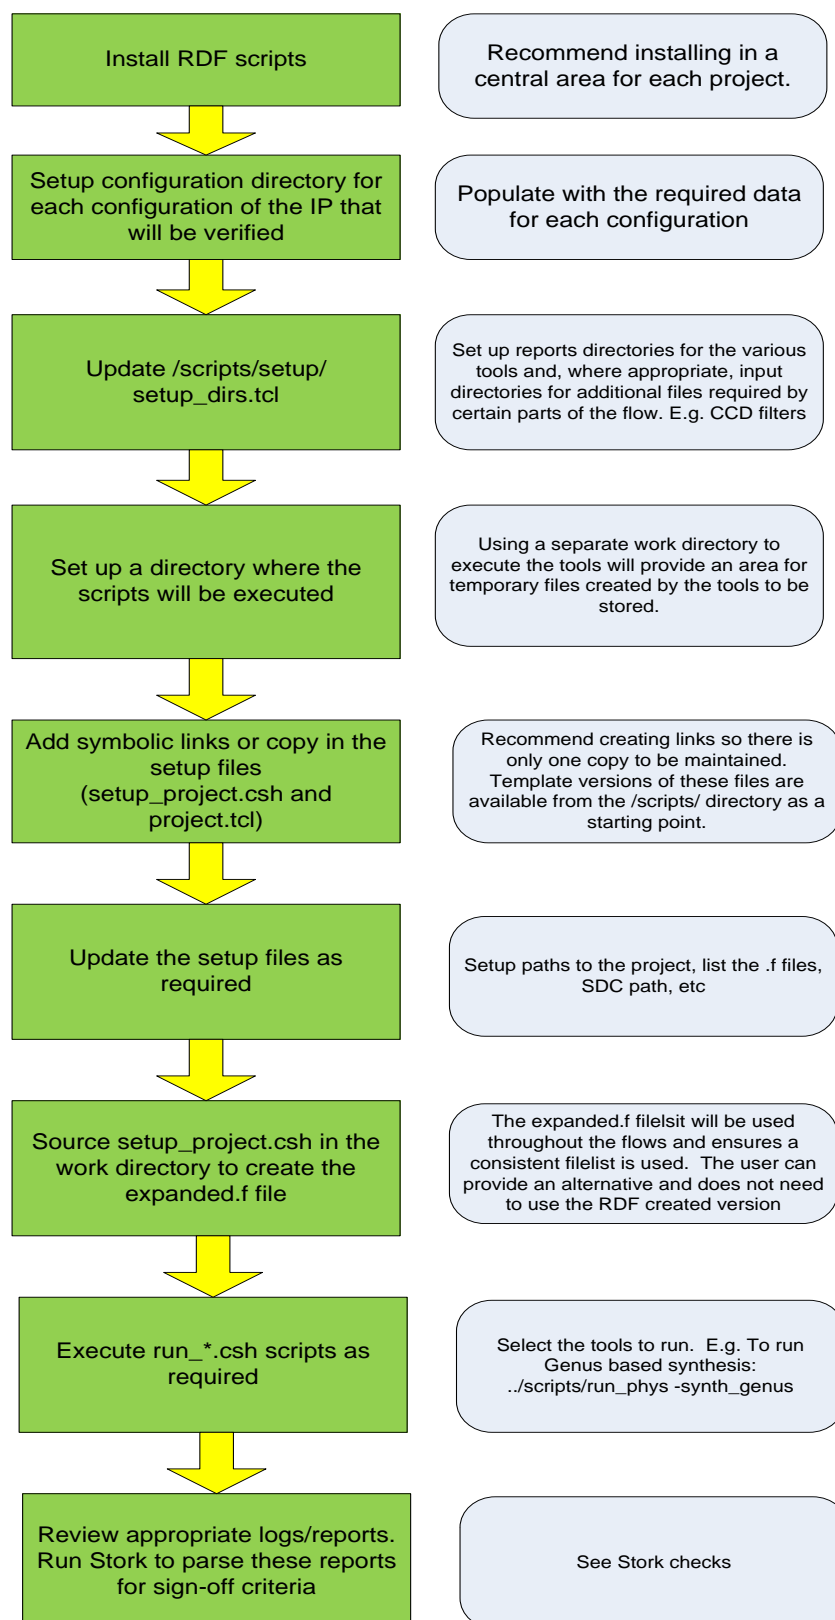 Install RDF scripts
Recommend installing in a
central area for each project.
Setup configuration directory for
each configuration of the IP that
will be verified
Populate with the required data
for each configuration
Update /scripts/setup/
setup_dirs.tcl
Set up reports directories for the various
tools and, where appropriate, input
directories for additional files required by
certain parts of the flow. E.g. CCD filters
Set up a directory where the
scripts will be executed
Using a separate work directory to
execute the tools will provide an area for
temporary files created by the tools to be
stored.
Add symbolic links or copy in the
setup files
(setup_project.csh and
project.tcl)
Recommend creating links so there is
only one copy to be maintained.
Template versions of these files are
available from the /scripts/ directory as a
starting point.
Update the setup files as
required
Setup paths to the project, list the .f files,
SDC path, etc
Source setup_project.csh in the
work directory to create the
expanded.f file
The expanded.f filelsit will be used
throughout the flows and ensures a
consistent filelist is used. The user can
provide an alternative and does not need
to use the RDF created version
Execute run_*.csh scripts as
required
Select the tools to run. E.g. To run
Genus based synthesis:
../scripts/run_phys -synth_genus
Review appropriate logs/reports.
Run Stork to parse these reports
for sign-off criteria
See Stork checks